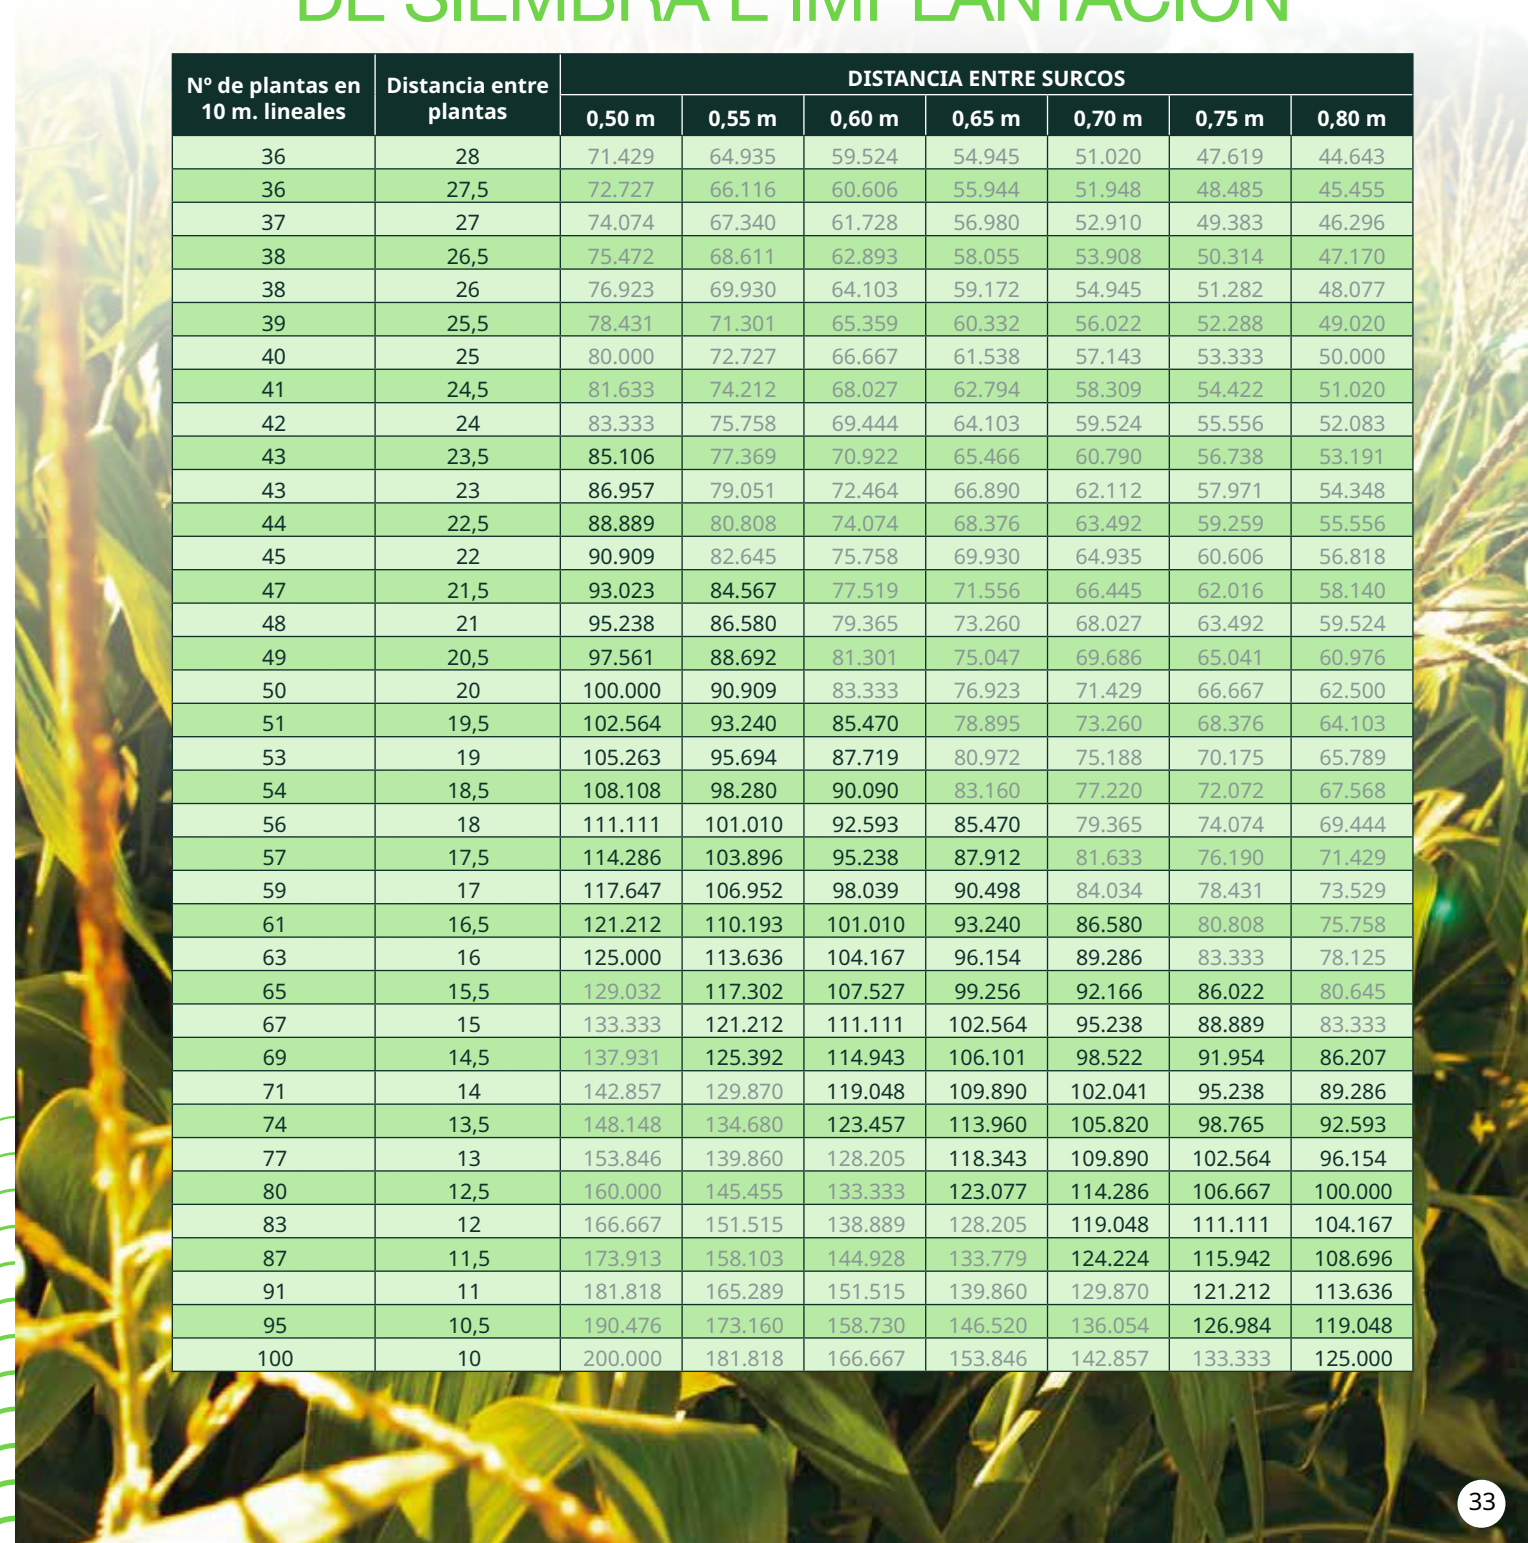 DE SIEMBRA E IMPLANTACIÓN
Nº de plantas en 10 m. lineales Distancia entre plantas DISTANCIA ENTRE SURCOS
0,50 m 0,55 m 0,60 m 0,65 m 0,70 m 0,75 m 0,80 m
36 28 71.429 64.935 59.524 54.945 51.020 47.619 44.643
36 27,5 72.727 66.116 60.606 55.944 51.948 48.485 45.455
37 27 74.074 67.340 61.728 56.980 52.910 49.383 46.296
38 26,5 75.472 68.611 62.893 58.055 53.908 50.314 47.170
38 26 76.923 69.930 64.103 59.172 54.945 51.282 48.077
39 25,5 78.431 71.301 65.359 60.332 56.022 52.288 49.020
40 25 80.000 72.727 66.667 61.538 57.143 53.333 50.000
41 24,5 81.633 74.212 68.027 62.794 58.309 54.422 51.020
42 24 83.333 75.758 69.444 64.103 59.524 55.556 52.083
43 23,5 85.106 77.369 70.922 65.466 60.790 56.738 53.191
43 23 86.957 79.051 72.464 66.890 62.112 57.971 54.348
44 22,5 88.889 80.808 74.074 68.376 63.492 59.259 55.556
45 22 90.909 82.645 75.758 69.930 64.935 60.606 56.818
47 21,5 93.023 84.567 77.519 71.556 66.445 62.016 58.140
48 21 95.238 86.580 79.365 73.260 68.027 63.492 59.524
49 20,5 97.561 88.692 81.301 75.047 69.686 65.041 60.976
50 20 100.000 90.909 83.333 76.923 71.429 66.667 62.500
51 19,5 102.564 93.240 85.470 78.895 73.260 68.376 64.103
53 19 105.263 95.694 87.719 80.972 75.188 70.175 65.789
54 18,5 108.108 98.280 90.090 83.160 77.220 72.072 67.568
56 18 111.111 101.010 92.593 85.470 79.365 74.074 69.444
57 17,5 114.286 103.896 95.238 87.912 81.633 76.190 71.429
59 17 117.647 106.952 98.039 90.498 84.034 78.431 73.529
61 16,5 121.212 110.193 101.010 93.240 86.580 80.808 75.758
63 16 125.000 113.636 104.167 96.154 89.286 83.333 78.125
65 15,5 129.032 117.302 107.527 99.256 92.166 86.022 80.645
67 15 133.333 121.212 111.111 102.564 95.238 88.889 83.333
69 14,5 137.931 125.392 114.943 106.101 98.522 91.954 86.207
71 14 142.857 129.870 119.048 109.890 102.041 95.238 89.286
74 13,5 148.148 134.680 123.457 113.960 105.820 98.765 92.593
77 13 153.846 139.860 128.205 118.343 109.890 102.564 96.154
80 12,5 160.000 145.455 133.333 123.077 114.286 106.667 100.000
83 12 166.667 151.515 138.889 128.205 119.048 111.111 104.167
87 11,5 173.913 158.103 144.928 133.779 124.224 115.942 108.696
91 11 181.818 165.289 151.515 139.860 129.870 121.212 113.636
95 10,5 190.476 173.160 158.730 146.520 136.054 126.984 119.048
100 10 200.000 181.818 166.667 153.846 142.857 133.333 125.000
33